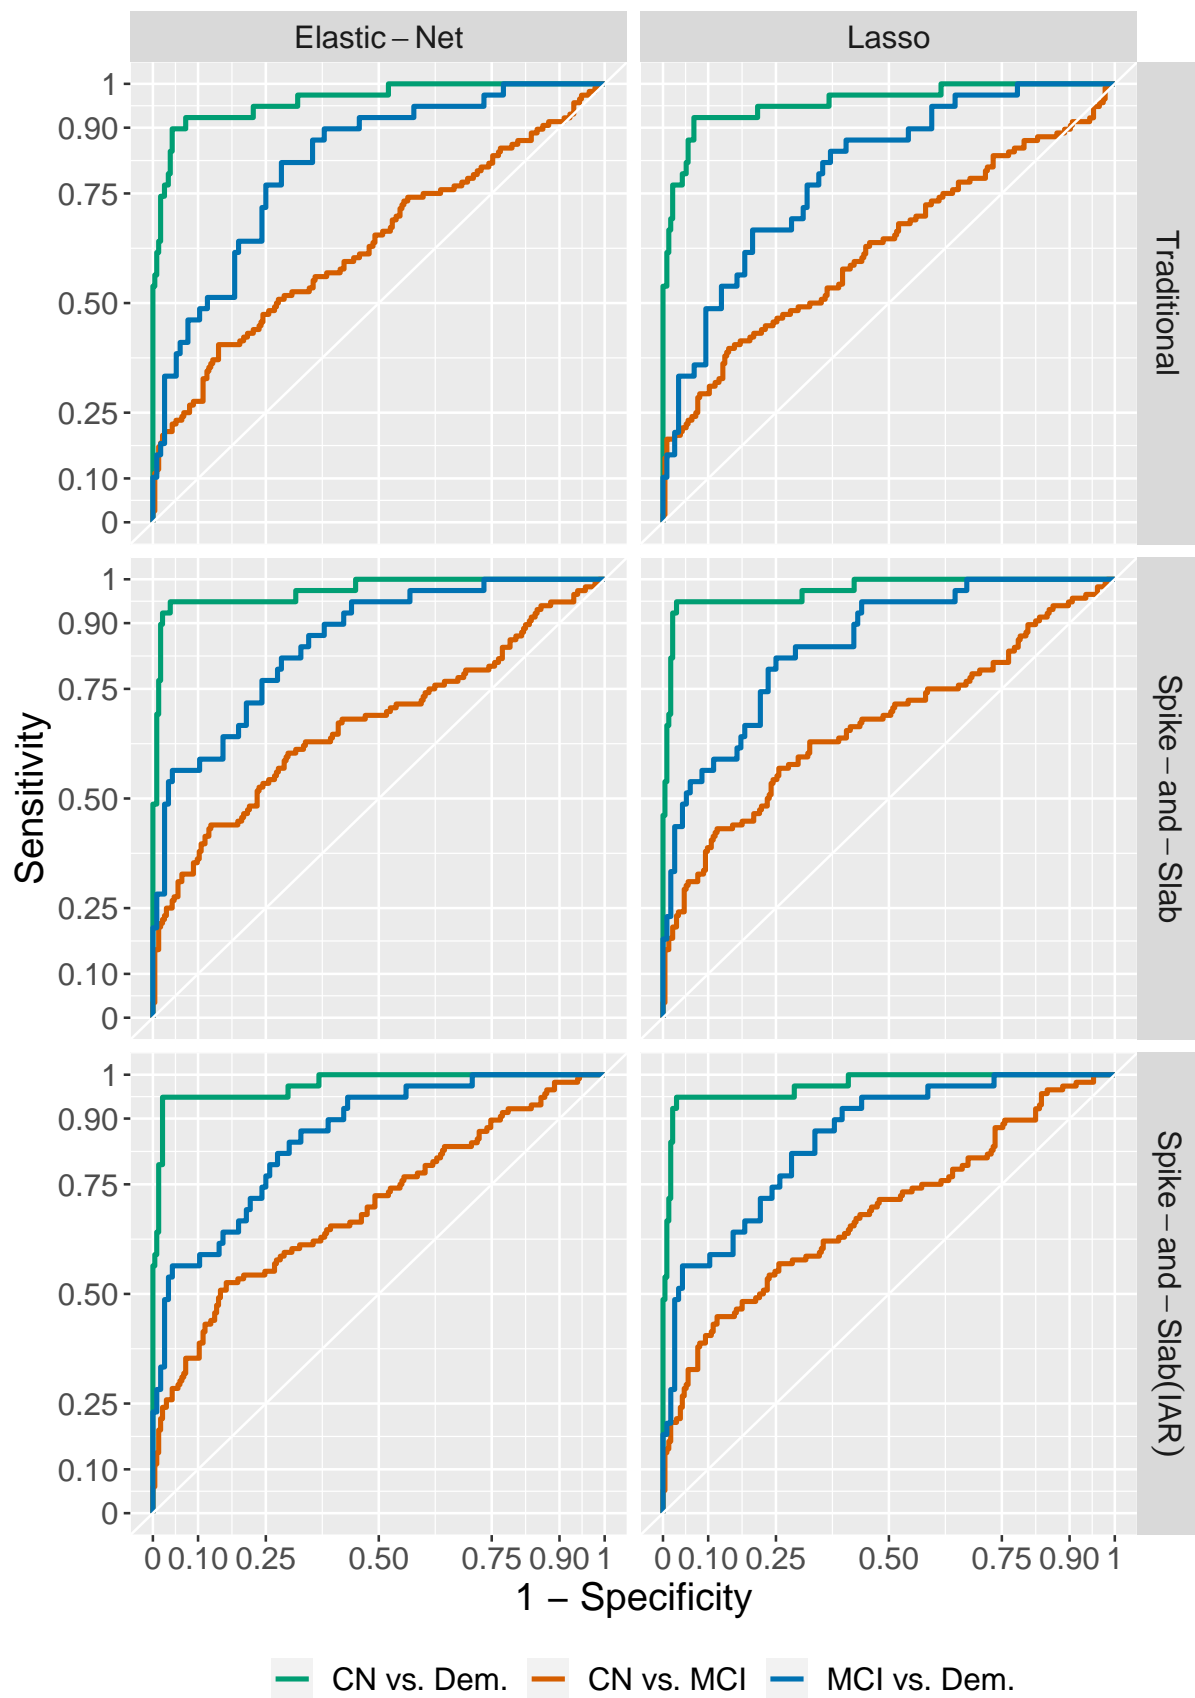 Elastic – Net
Lasso
1
0.90
0.75
0.50
0.25
0.10
0
Traditional
1
0.90
0.75
0.50
0.25
0.10
0
Spike – and – Slab
1
0.90
0.75
0.50
0.25
0.10
0
Spike – and – Slab(IAR)
Sensitivity
0 0.10 0.25 0.50 0.75 0.90 1
0 0.10 0.25 0.50 0.75 0.90 1
1 – Specificity
CN vs. Dem. CN vs. MCI MCI vs. Dem.